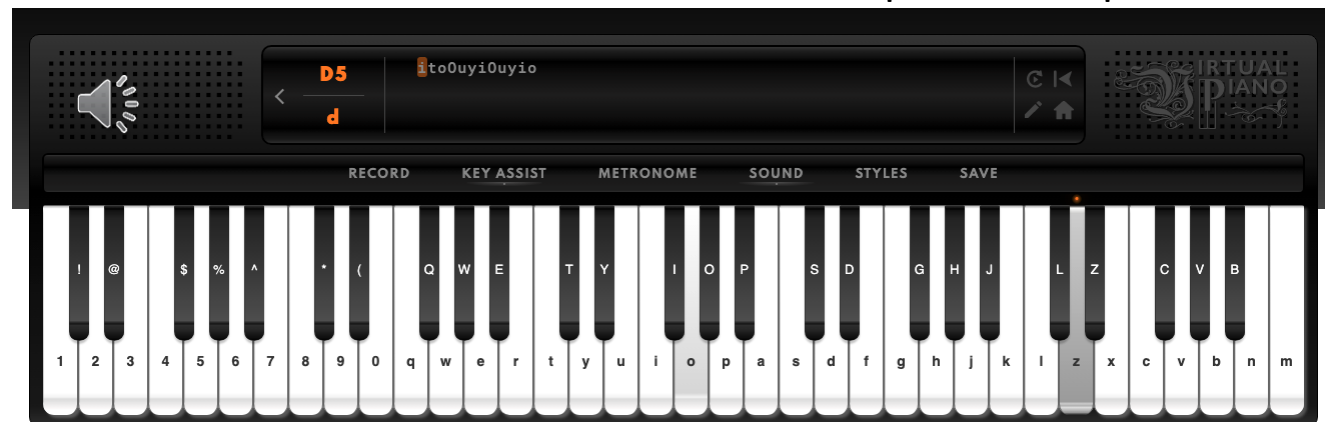 D5
d
itoOuyiOuyio
VIRTUAL
PIANO
RECORD KEY ASSIST METRONOME SOUND STYLES SAVE
! @ $ % ^ * ( Q W E T Y I O P S D G H J L Z C V B
1 2 3 4 5 6 7 8 9 0 q w e r t y u i o p a s d f g h j k l z x c v b n m